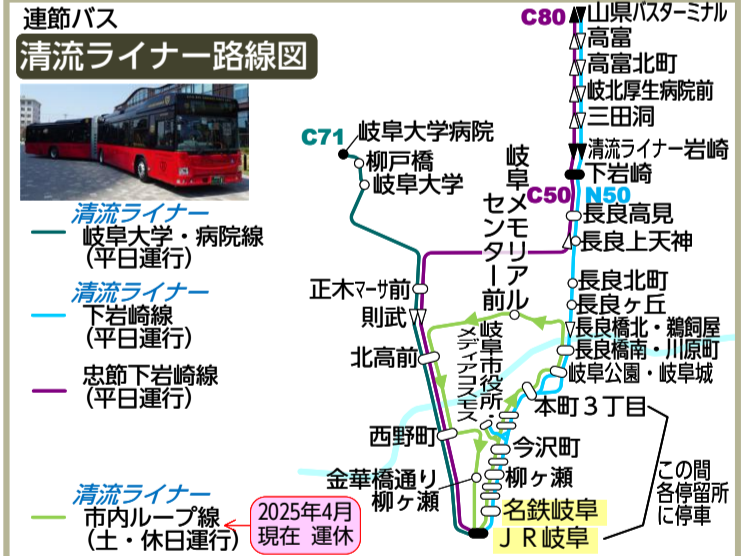 連節バス
清流ライナー路線図
清流ライナー
岐阜大学・病院線
(平日運行)
清流ライナー
下岩崎線
(平日運行)
忠節下岩崎線
(平日運行)
清流ライナー
市内ループ線
(土・休日運行)
2025年4月
現在 運休
C80
山県バスターミナル
高富
高富北町
岐北厚生病院前
三田洞
清流ライナー岩崎
下岩崎
C50
N50
長良高見
長良上天神
長良北町
長良ヶ丘
長良橋北・鵜飼屋
長良橋南・川原町
岐阜公園・岐阜城
本町3丁目
今沢町
柳ヶ瀬
名鉄岐阜
JR岐阜
この間
各停留所
に停車
C71
岐阜大学病院
柳戸橋
岐阜大学
正木マーサ前
則武
北高前
西野町
金華橋通り
柳ヶ瀬
岐阜メモリアル
センター前
岐阜市役所・
メディアコスモス